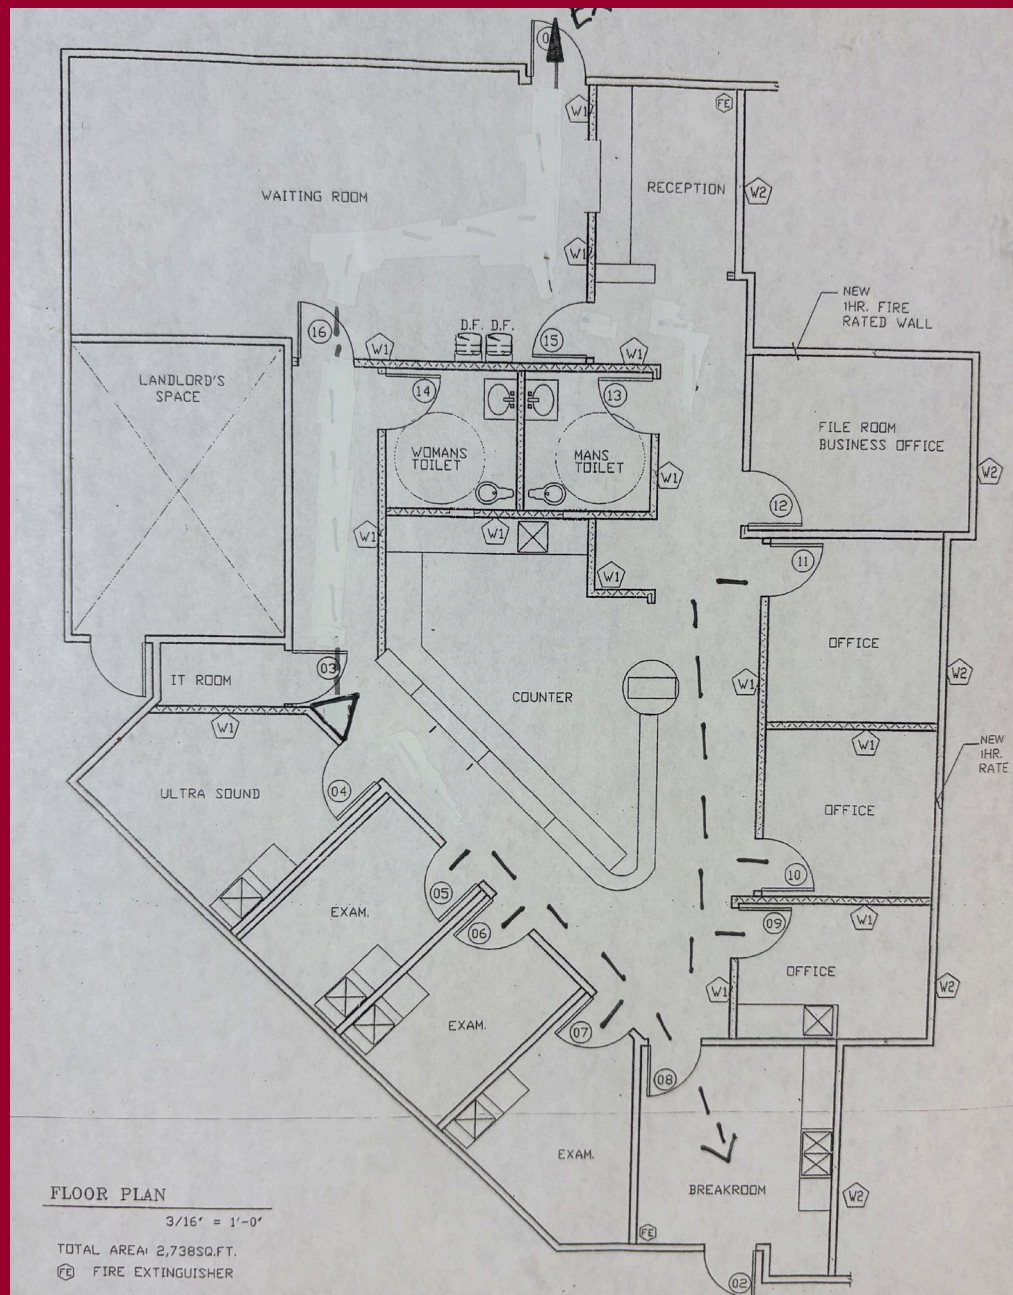 EX
W1
FE
WAITING ROOM
RECEPTION
W2
W1
NEW
1HR. FIRE
RATED WALL
16
D.F. D.F.
15
W1
W1
LANDLORD'S
SPACE
14
13
FILE ROOM
BUSINESS OFFICE
WOMANS
TOILET
MANS
TOILET
W1
W2
12
W1
W1
11
W1
OFFICE
03
IT ROOM
COUNTER
W1
W2
W1
W1
NEW
1HR.
RATE
ULTRA SOUND
04
OFFICE
10
05
EXAM.
06
09
W1
OFFICE
W1
W2
EXAM.
07
08
EXAM.
BREAKROOM
W2
FLOOR PLAN
3/16" = 1'-0"
TOTAL AREA: 2,738SQ.FT.
FE
FE FIRE EXTINGUISHER
02